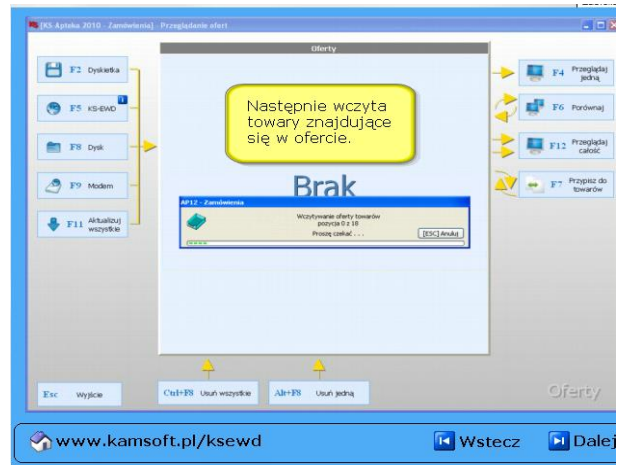 [KS-Apteka 2010 - Zamówienia] - Przeglądanie ofert
Oferty
F2 Dyskietka
F5 KS-EWD
F8 Dysk
F9 Modem
F11 Aktualizuj
wszystkie
Następnie wczyta
towary znajdujące
się w ofercie.
Brak
AP12 - Zamówienia
Wczytywanie oferty towarów
pozycja 0 z 18
Proszę czekać . . .
[ESC] Anuluj
F4 Przeglądaj
jedną
F6 Porównaj
F12 Przeglądaj
całość
F7 Przypisz do
towarów
Esc Wyjście
Ctrl+F8 Usuń wszystkie
Alt+F8 Usuń jedną
Oferty
www.kamsoft.pl/ksewd
Wstecz
Dalej